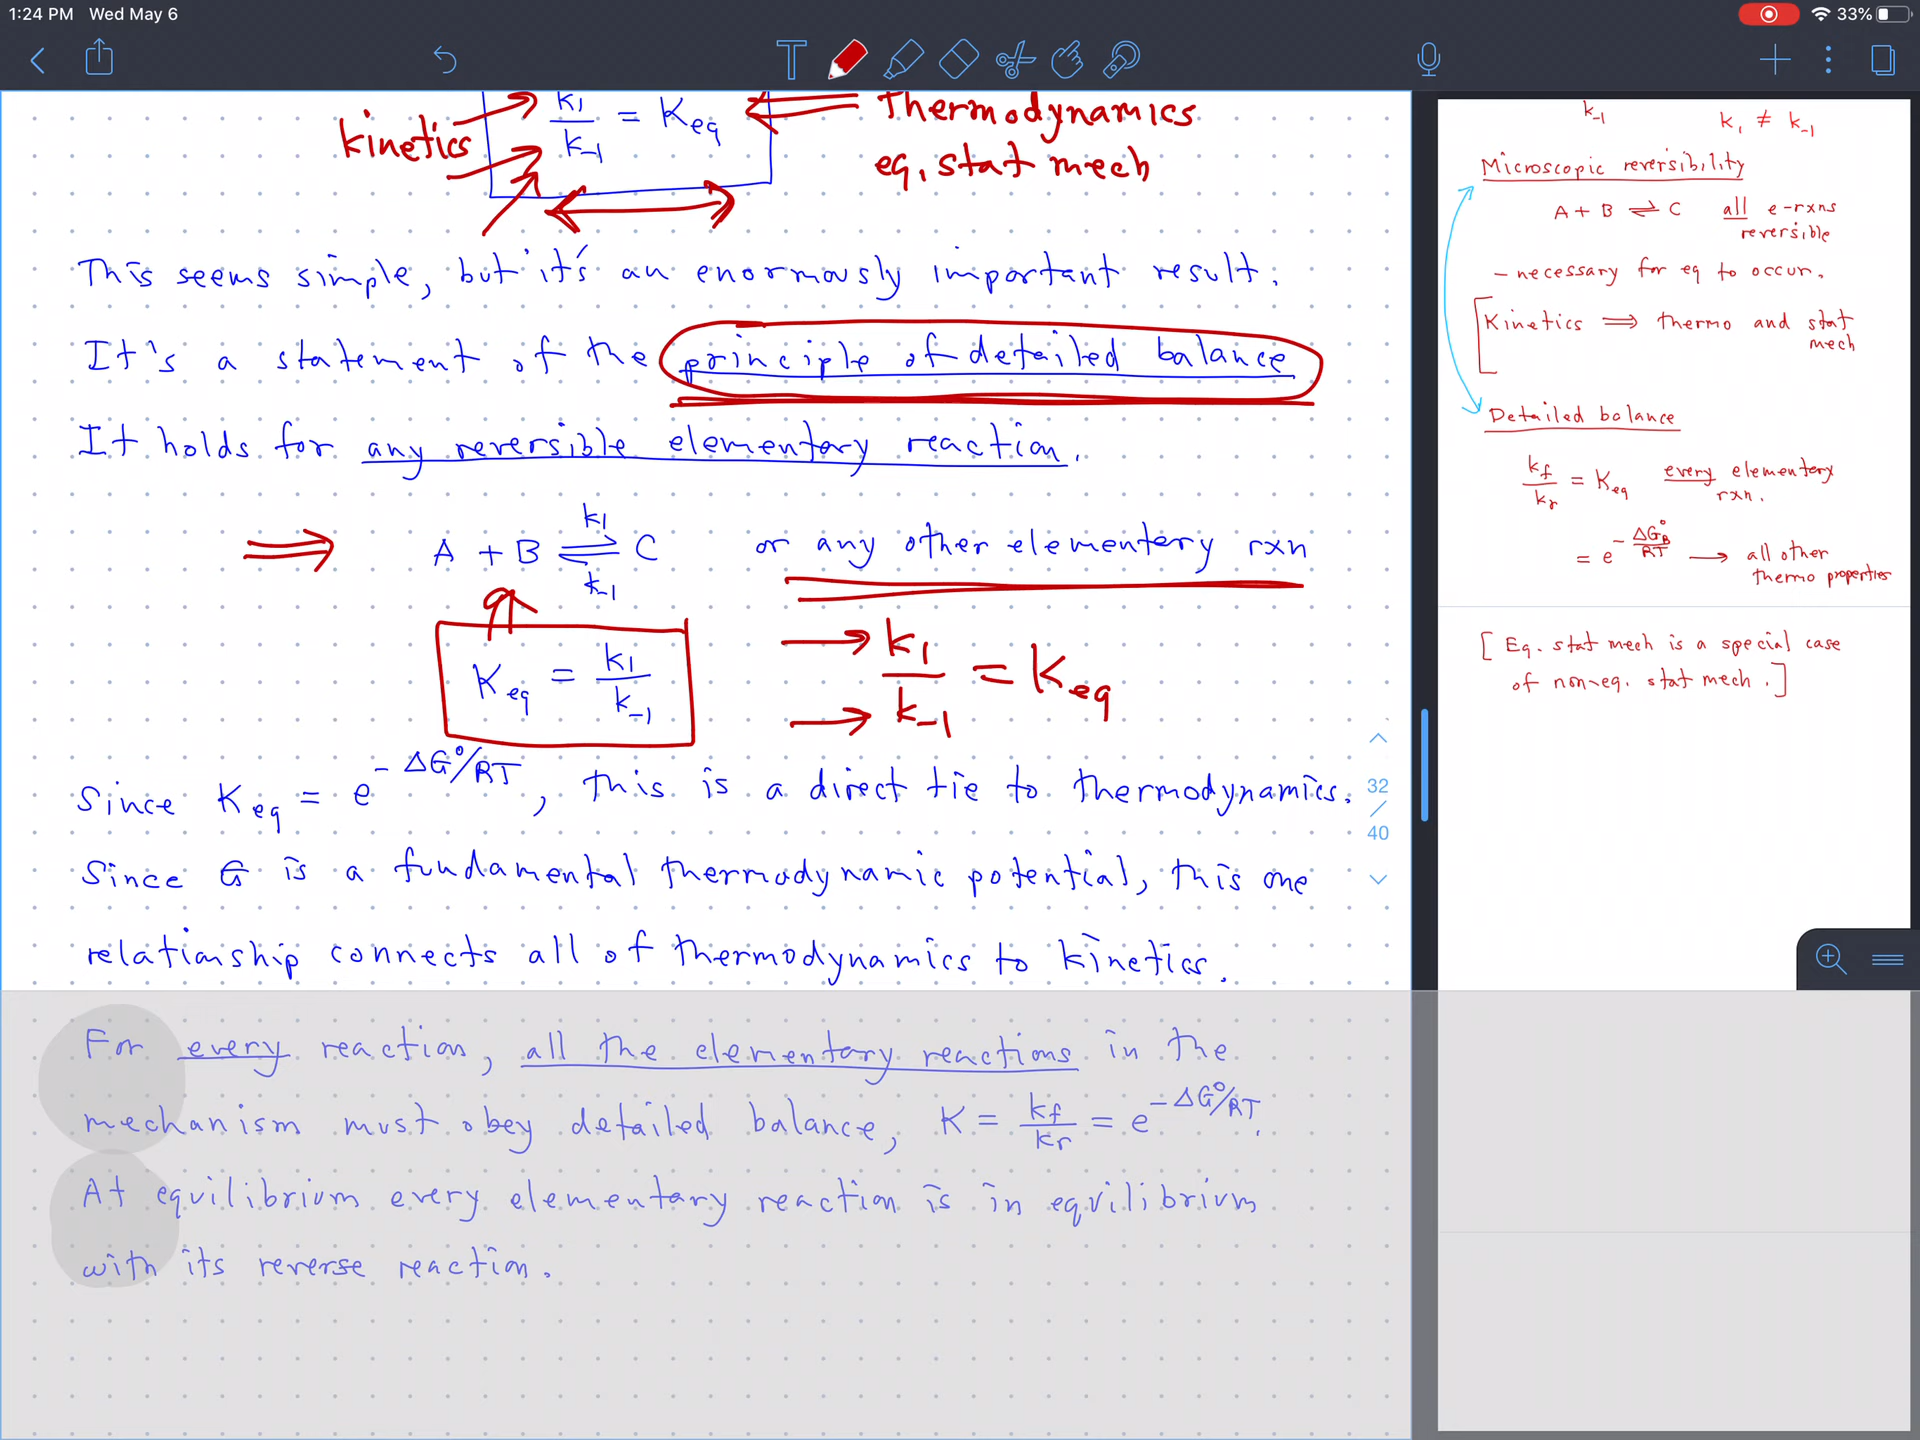 1:24 PM Wed May 6
33%
kinetics
k1/k-1 = Keq
Thermodynamics
eq. stat mech
This seems simple, but it's an enormously important result.
It's a statement of the principle of detailed balance
It holds for any reversible elementary reaction.
⇒ A + B ⇌ C or any other elementery rxn
k1
k-1
Keq = k1/k-1
→ k1 / → k-1 = Keq
Since Keq = e^-ΔG°/RT, this is a direct tie to thermodynamics.
Since G is a fundamental thermodynamic potential, this one
relationship connects all of thermodynamics to kinetics.
32
/
40
For every reaction, all the elementary reactions in the
mechanism must obey detailed balance, K = kf/kr = e^-ΔG°/RT.
At equilibrium every elementary reaction is in equilibrium
with its reverse reaction.
k-1 k1 ≠ k-1
Microscopic reversibility
A + B ⇌ C all e-rxns
reversible
- necessary for eq to occur.
Kinetics ⇒ thermo and stat
mech
Detailed balance
kf/kr = Keq every elementery
rxn.
= e^-ΔG°R/RT → all other
thermo properties
[ Eq. stat mech is a special case
of non-eq. stat mech. ]
T